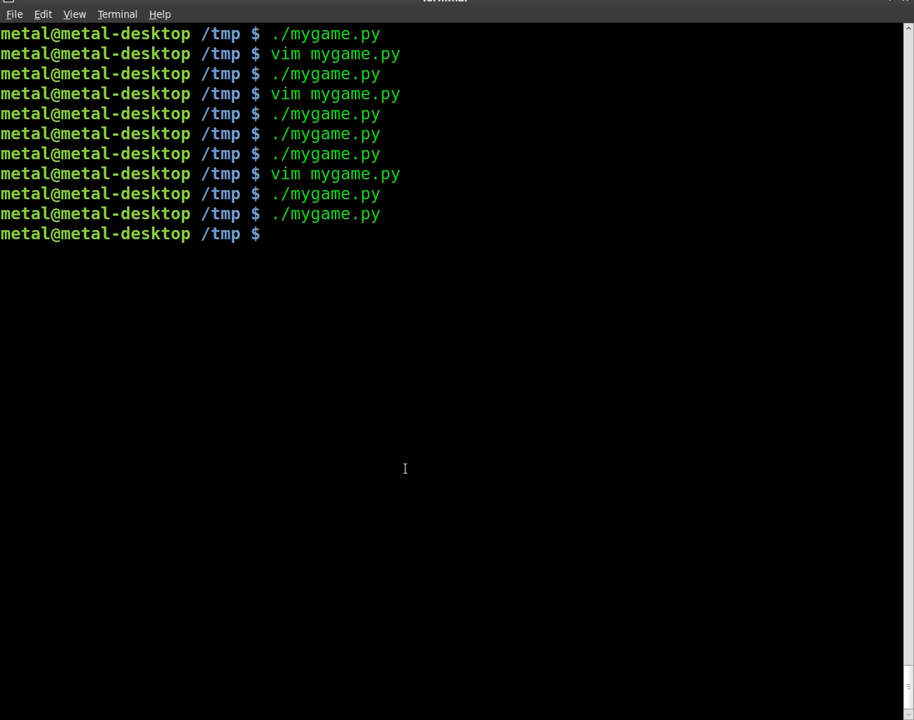 File Edit View Terminal Help
metal@metal-desktop /tmp $ ./mygame.py
metal@metal-desktop /tmp $ vim mygame.py
metal@metal-desktop /tmp $ ./mygame.py
metal@metal-desktop /tmp $ vim mygame.py
metal@metal-desktop /tmp $ ./mygame.py
metal@metal-desktop /tmp $ ./mygame.py
metal@metal-desktop /tmp $ ./mygame.py
metal@metal-desktop /tmp $ vim mygame.py
metal@metal-desktop /tmp $ ./mygame.py
metal@metal-desktop /tmp $ ./mygame.py
metal@metal-desktop /tmp $